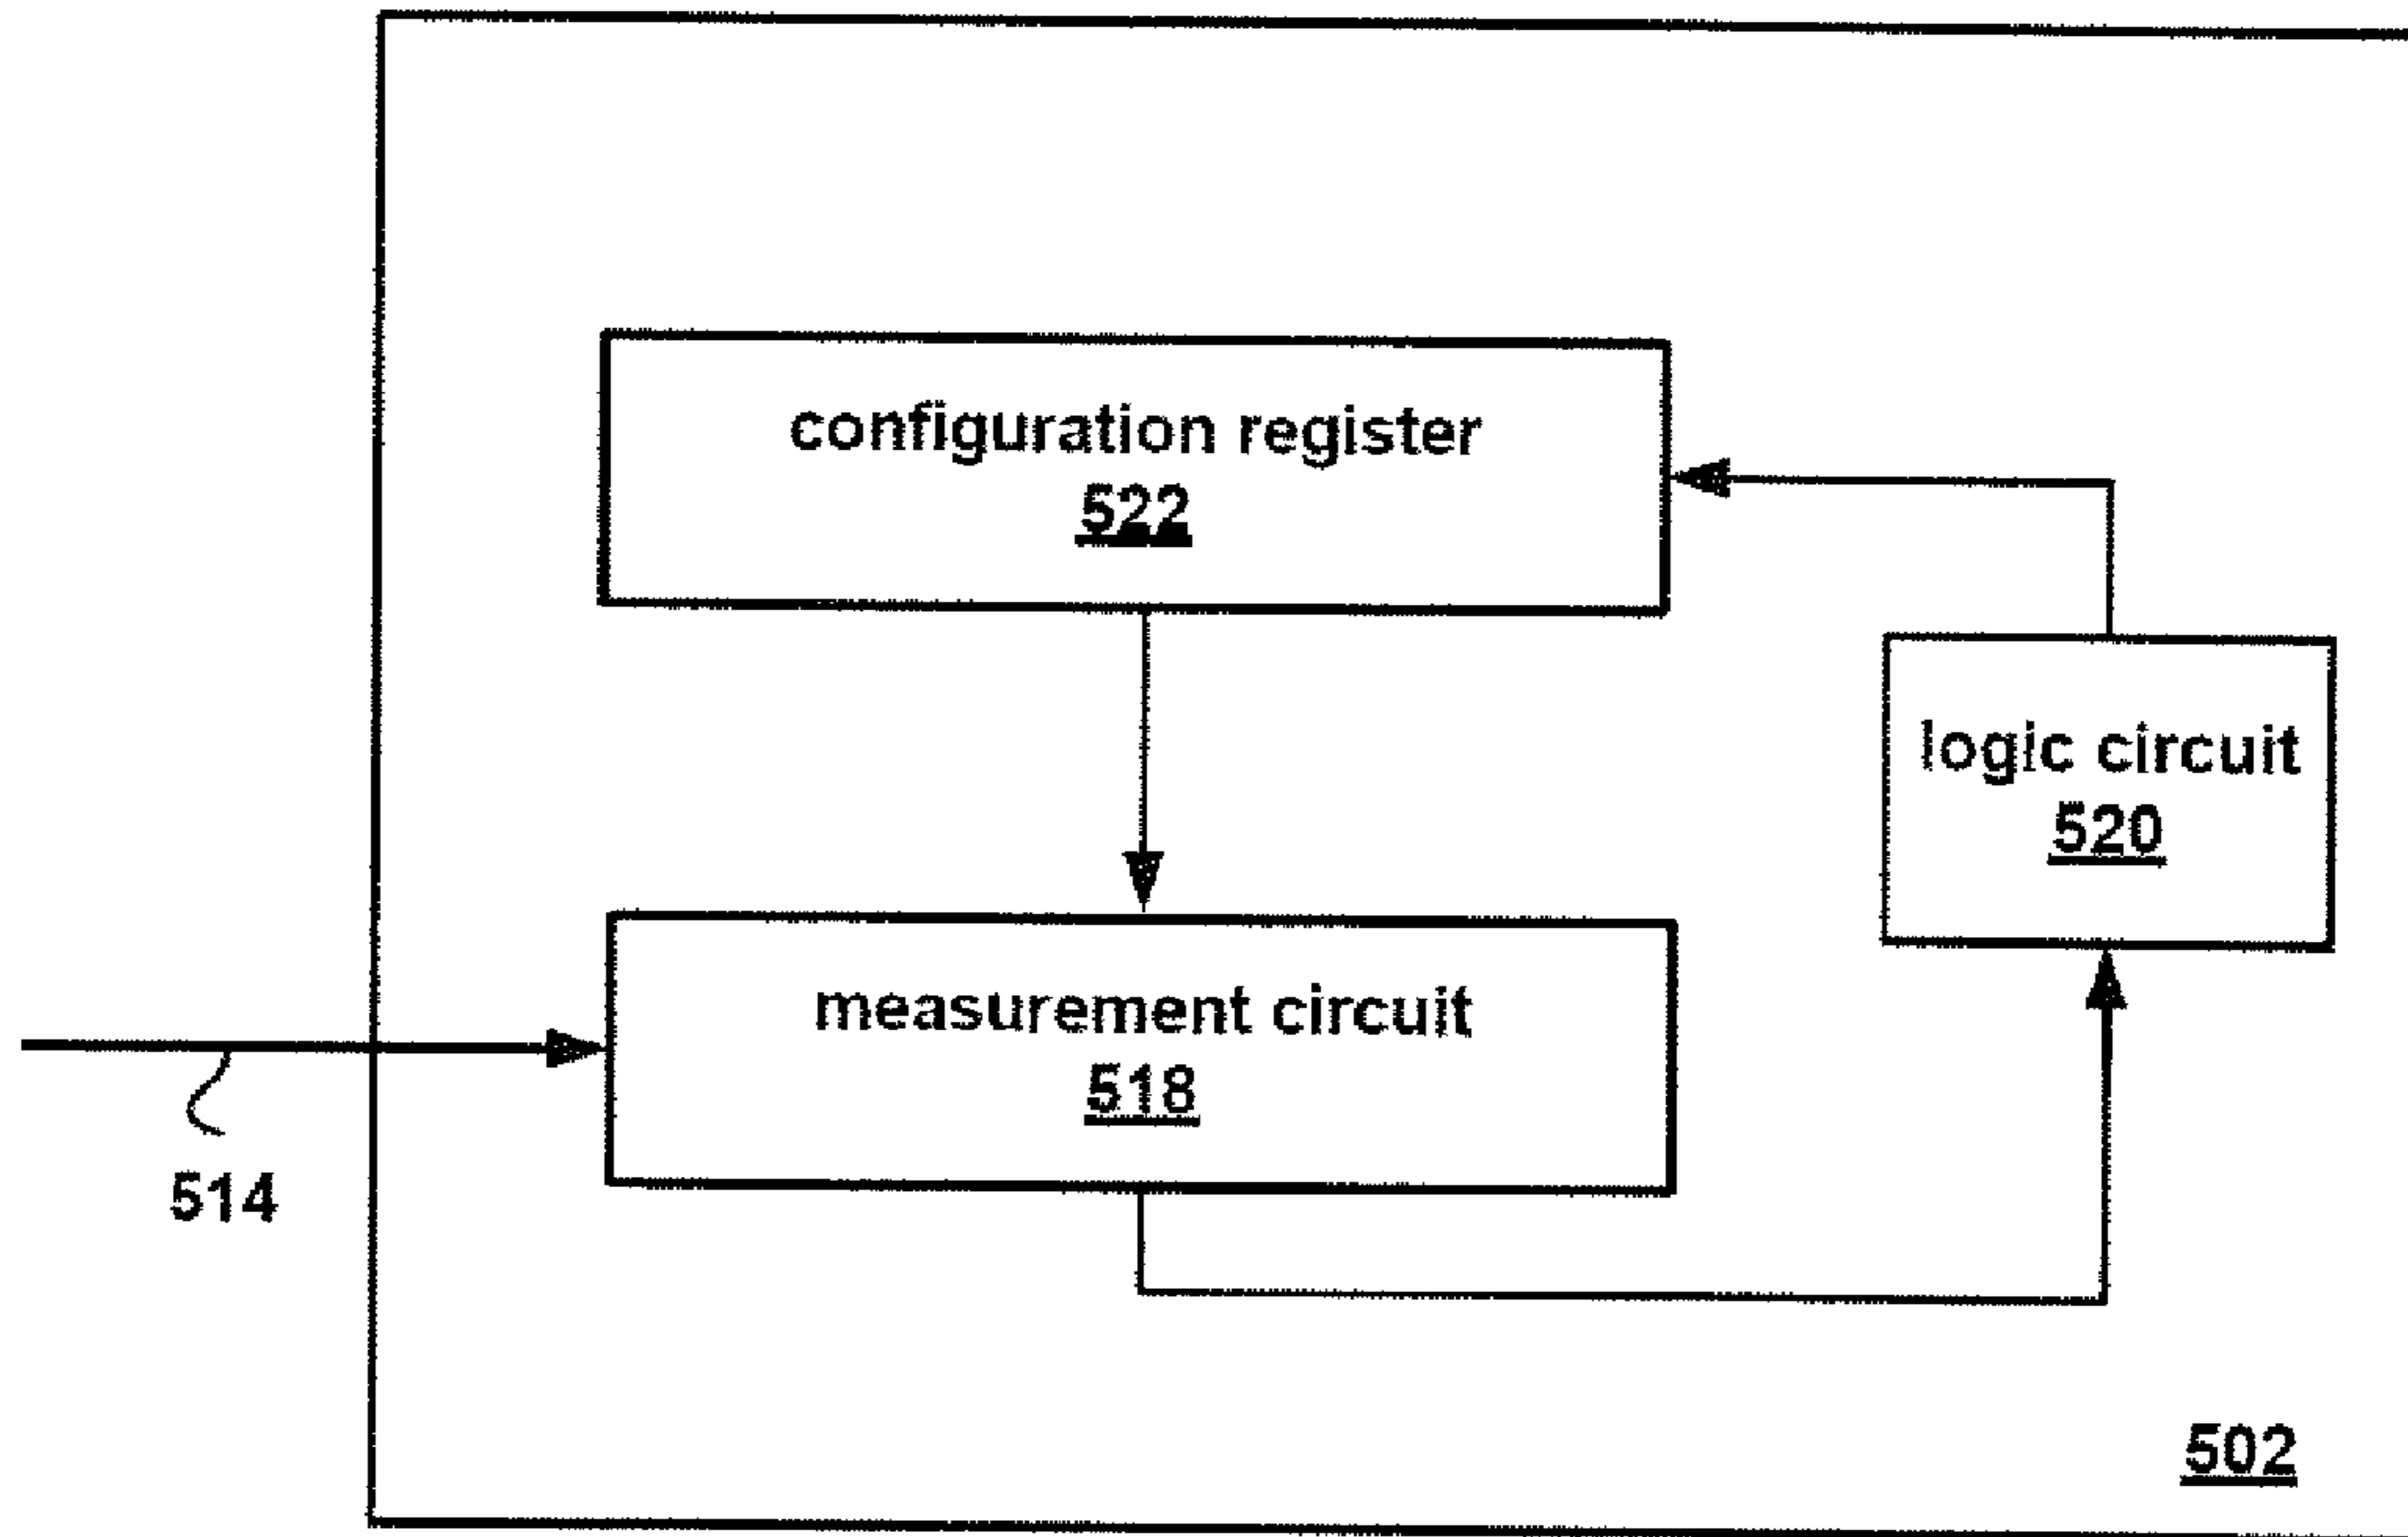 configuration register
522
logic circuit
520
measurement circuit
518
514
502